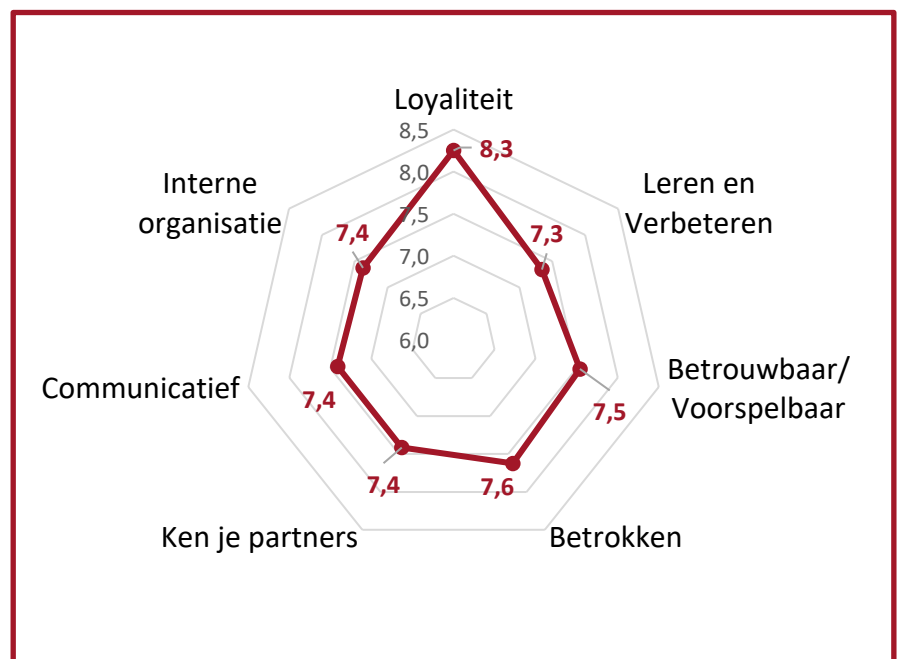 Loyaliteit
8,5
8,3
8,0
Interne
organisatie
Leren en
Verbeteren
7,5
7,4
7,3
7,0
6,5
6,0
Betrouwbaar/
Voorspelbaar
Communicatief
7,4
7,5
7,4
7,6
Ken je partners
Betrokken